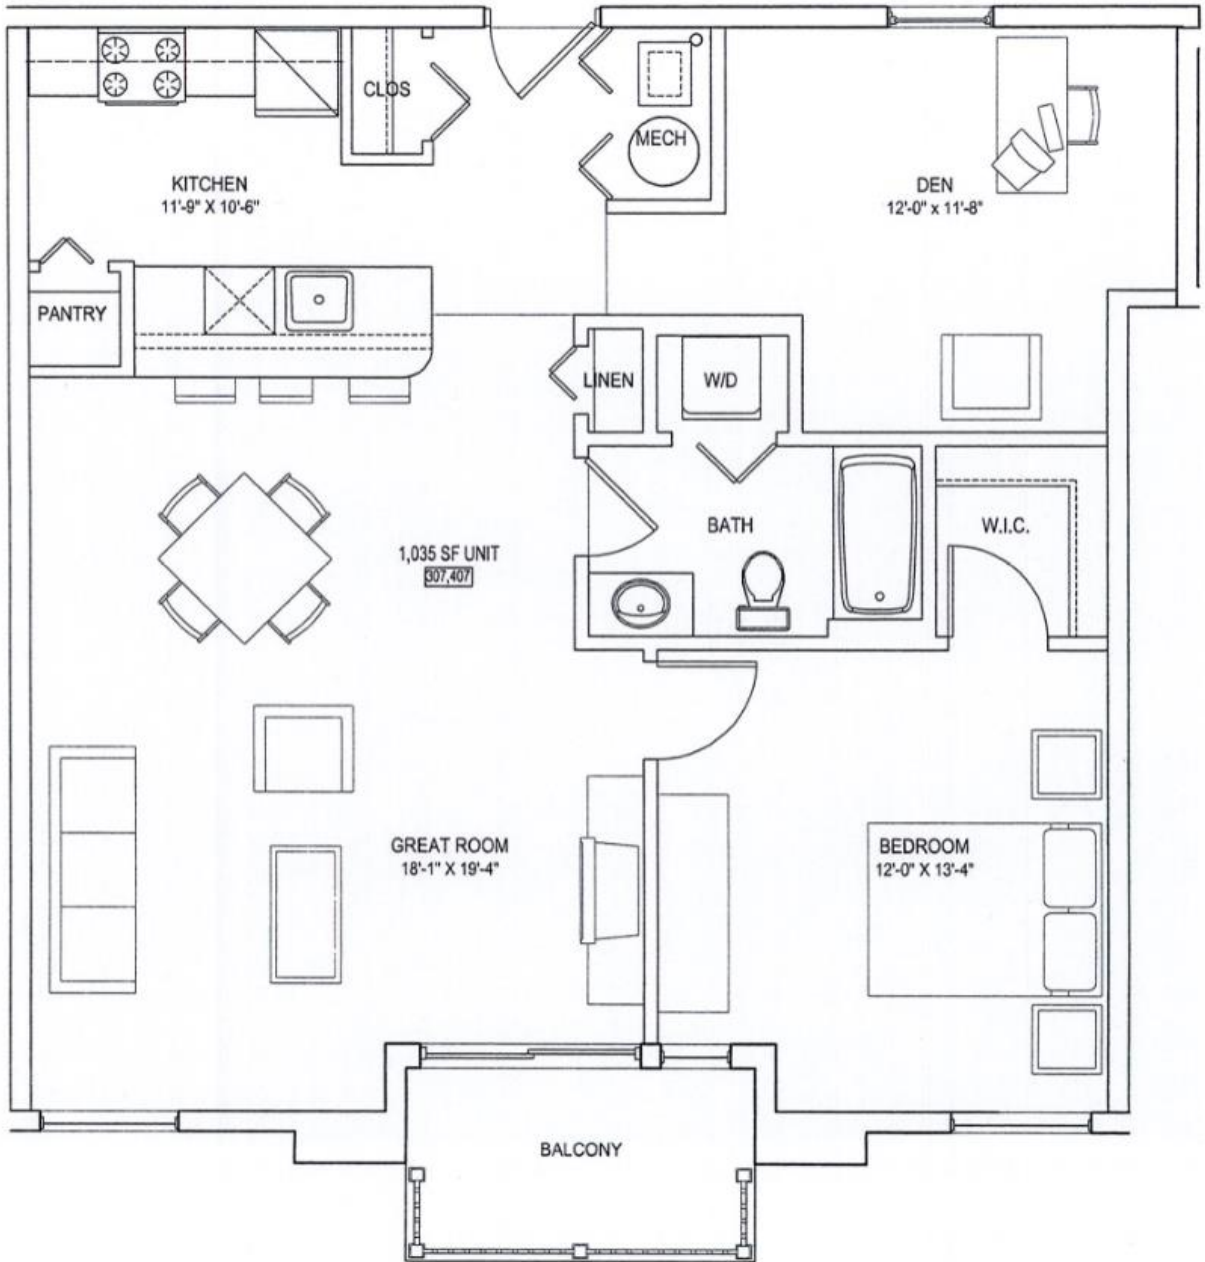 CLOS
MECH
KITCHEN
11'-9" X 10'-6"
DEN
12'-0" x 11'-8"
PANTRY
LINEN
W/D
BATH
W.I.C.
1,035 SF UNIT
307,407
GREAT ROOM
18'-1" X 19'-4"
BEDROOM
12'-0" X 13'-4"
BALCONY